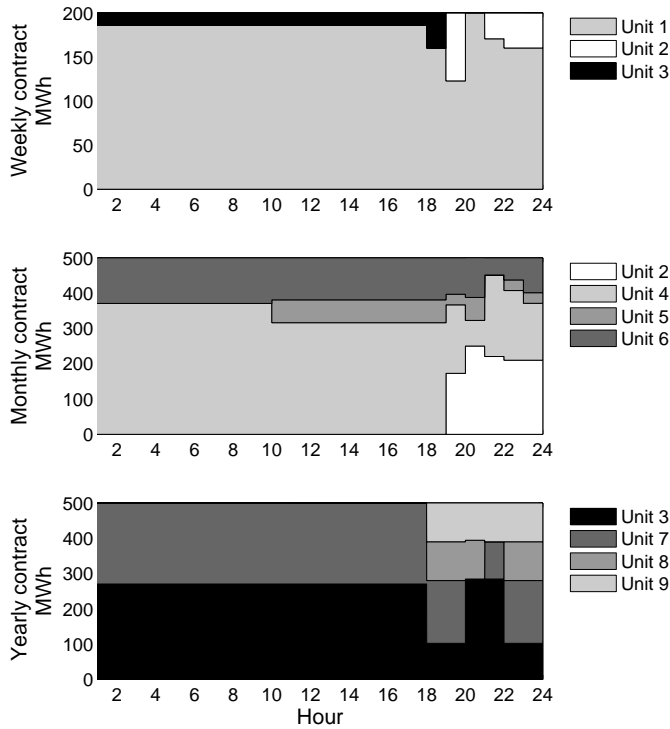 Weekly contract
MWh
200
150
100
50
0
2 4 6 8 10 12 14 16 18 20 22 24
Unit 1
Unit 2
Unit 3
Monthly contract
MWh
500
400
300
200
100
0
2 4 6 8 10 12 14 16 18 20 22 24
Unit 2
Unit 4
Unit 5
Unit 6
Yearly contract
MWh
500
400
300
200
100
0
2 4 6 8 10 12 14 16 18 20 22 24
Hour
Unit 3
Unit 7
Unit 8
Unit 9